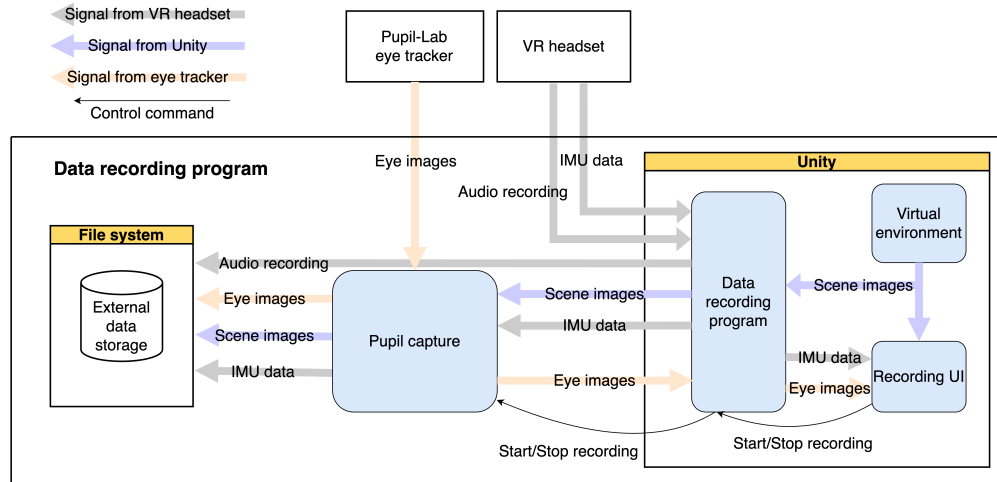 Signal from VR headset
Signal from Unity
Signal from eye tracker
Control command
Pupil-Lab
eye tracker
VR headset
Eye images
IMU data
Audio recording
Data recording program
Unity
File system
External
data
storage
Audio recording
Eye images
Scene images
IMU data
Pupil capture
Scene images
IMU data
Eye images
Start/Stop recording
Data
recording
program
Virtual
environment
Scene images
IMU data
Eye images
Recording UI
Start/Stop recording